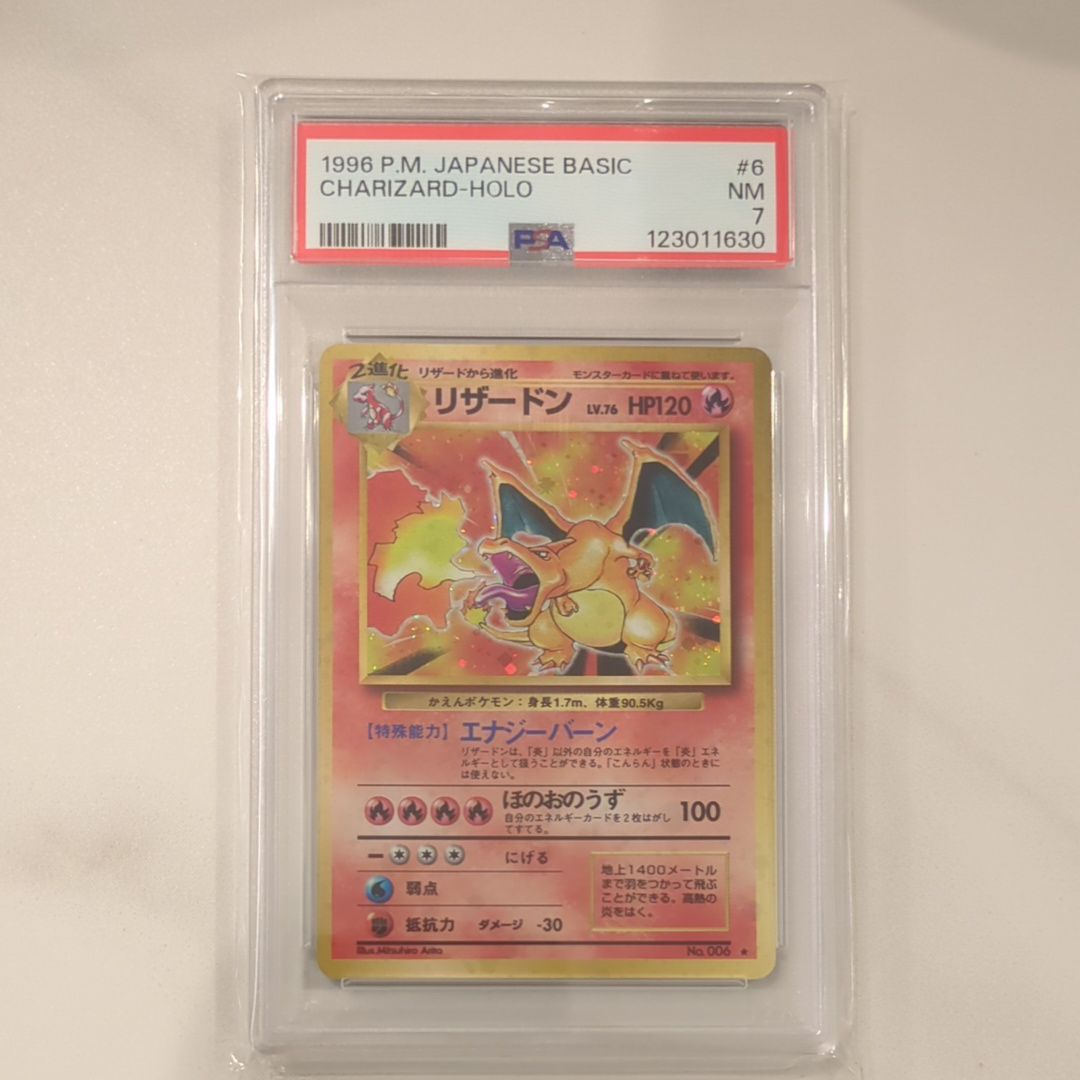 1996 P.M. JAPANESE BASIC #6
CHARIZARD-HOLO NM
7
PSA 123011630
2進化 リザードから進化 モンスターカードに重ねて使います。
リザードン LV.76 HP120
かえんポケモン：身長1.7m、体重90.5Kg
【特殊能力】エナジーバーン
リザードンは、「炎」以外の自分のエネルギーを「炎」エネ
ルギーとして扱うことができる。「こんらん」状態のときに
は使えない。
ほのおのうず 100
自分のエネルギーカードを2枚はがし
てすてる。
にげる
弱点
抵抗力 ダメージ -30
地上1400メートル
まで羽をつかって飛ぶ
ことができる。高熱の
炎をはく。
Illus.Mitsuhiro Arita No.006 ★